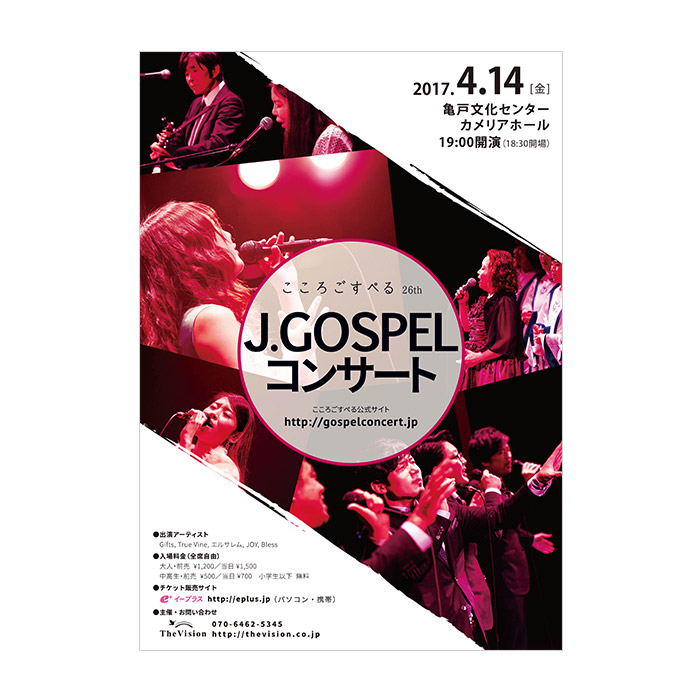 2017. 4.14 [金]
亀戸文化センター
カメリアホール
19:00開演 (18:30開場)
こころごすぺる 26th
J.GOSPEL
コンサート
こころごすぺる公式サイト
http://gospelconcert.jp
●出演アーティスト
Gifts, True Vine, エルサレム, JOY, Bless
●入場料金(全席自由)
大人・前売 ¥1,200／当日 ¥1,500
中高生・前売 ¥500／当日 ¥700 小学生以下 無料
●チケット販売サイト
e+ イープラス http://eplus.jp (パソコン・携帯)
●主催・お問い合わせ
070-6462-5345
TheVision http://thevision.co.jp